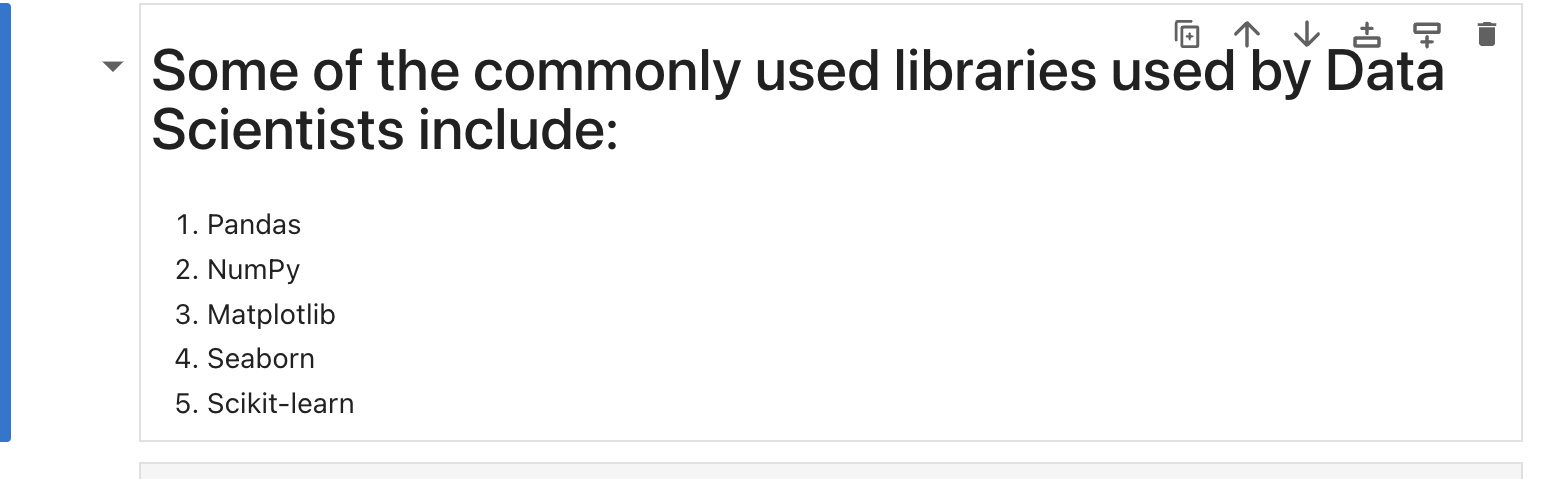 Some of the commonly used libraries used by Data
Scientists include:
1. Pandas
2. NumPy
3. Matplotlib
4. Seaborn
5. Scikit-learn